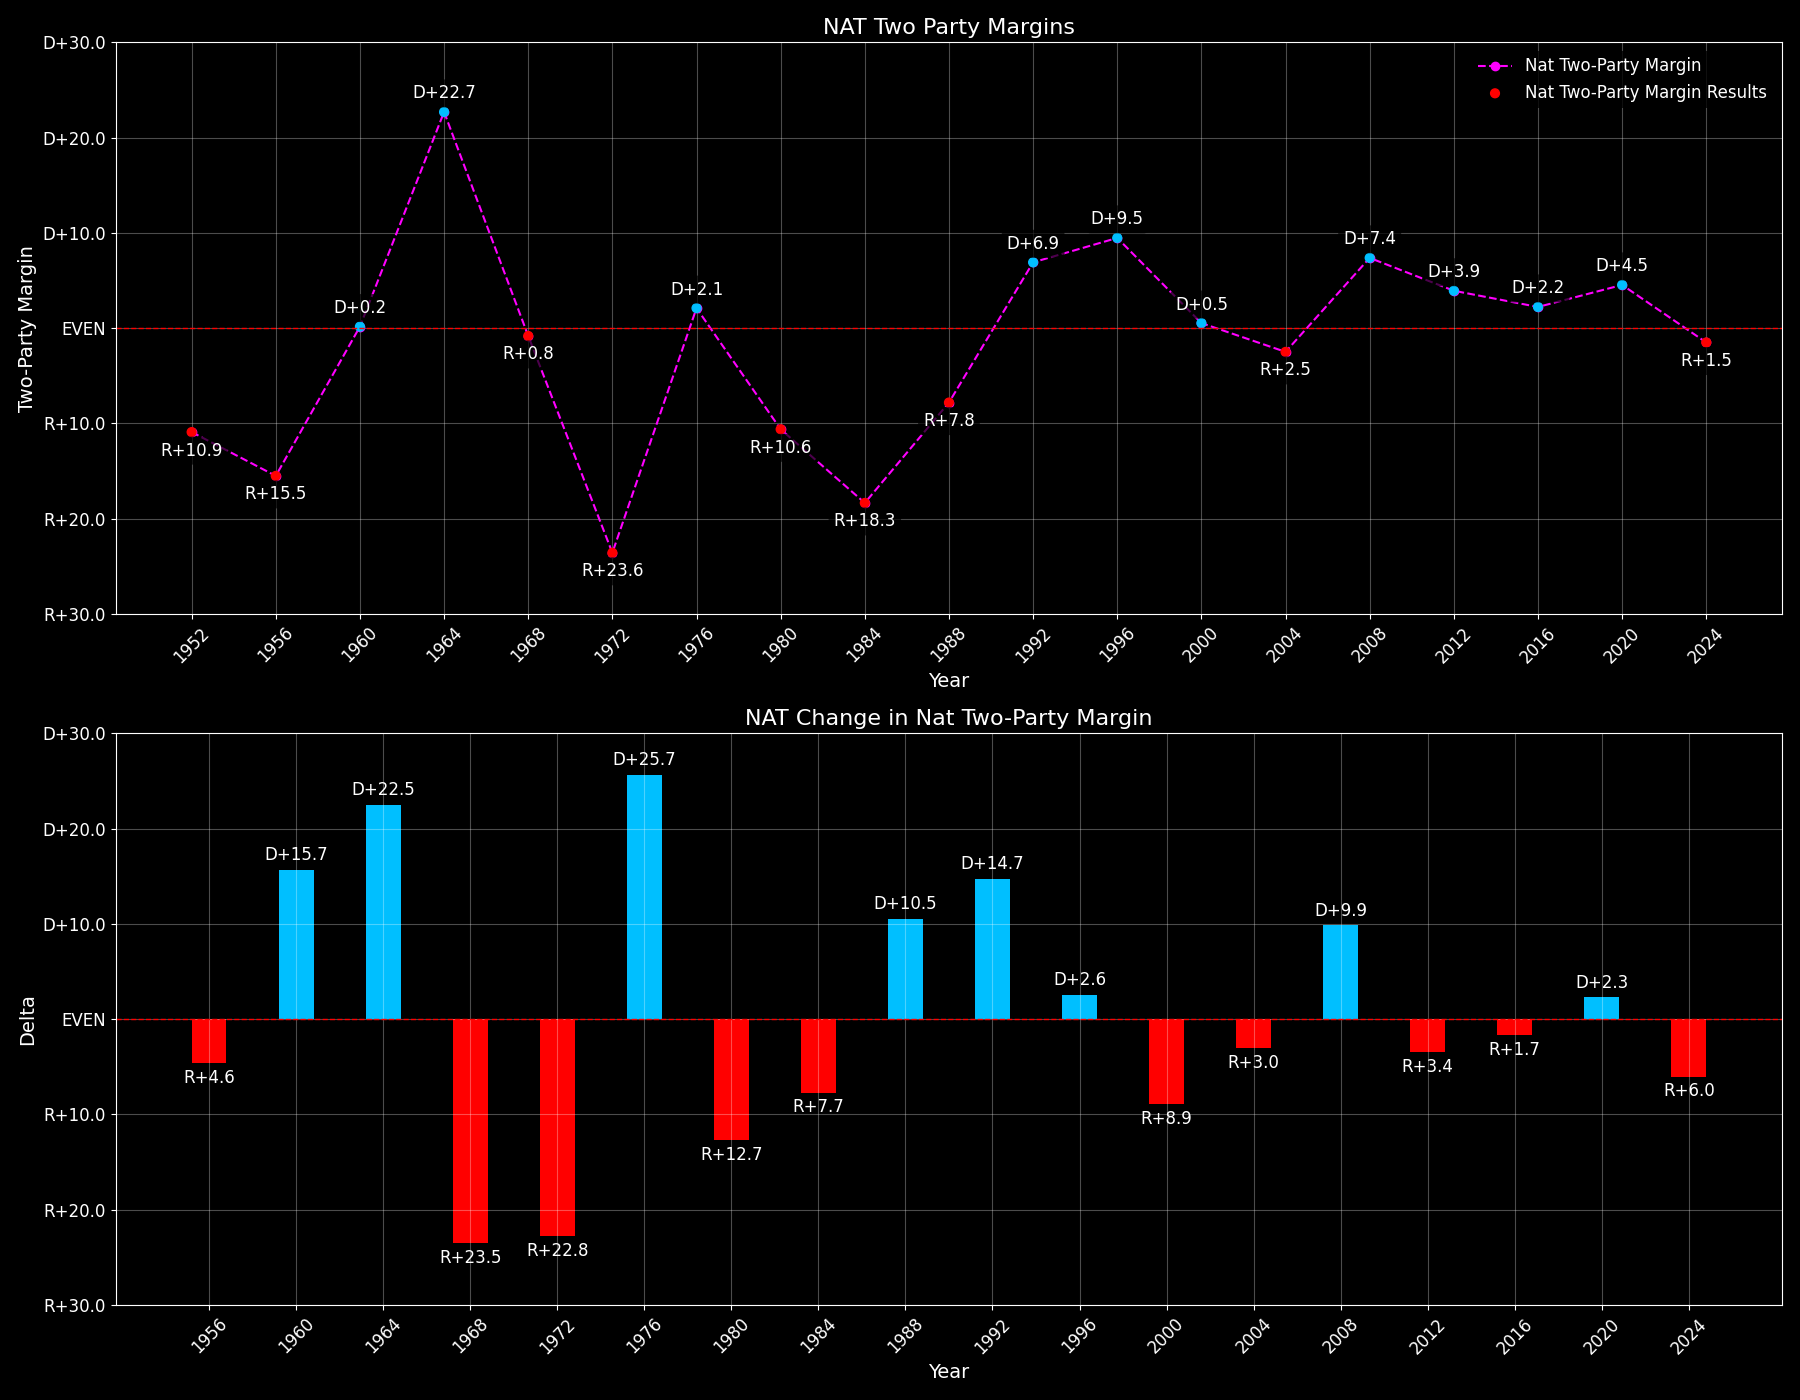 NAT Two Party Margins
D+30.0
D+20.0
D+10.0
EVEN
R+10.0
R+20.0
R+30.0
Two-Party Margin
Nat Two-Party Margin
Nat Two-Party Margin Results
R+10.9
R+15.5
D+0.2
D+22.7
R+0.8
R+23.6
D+2.1
R+10.6
R+18.3
R+7.8
D+6.9
D+9.5
D+0.5
R+2.5
D+7.4
D+3.9
D+2.2
D+4.5
R+1.5
1952 1956 1960 1964 1968 1972 1976 1980 1984 1988 1992 1996 2000 2004 2008 2012 2016 2020 2024
Year
NAT Change in Nat Two-Party Margin
D+30.0
D+20.0
D+10.0
EVEN
R+10.0
R+20.0
R+30.0
Delta
R+4.6
D+15.7
D+22.5
R+23.5
R+22.8
D+25.7
R+12.7
R+7.7
D+10.5
D+14.7
D+2.6
R+8.9
R+3.0
D+9.9
R+3.4
R+1.7
D+2.3
R+6.0
1956 1960 1964 1968 1972 1976 1980 1984 1988 1992 1996 2000 2004 2008 2012 2016 2020 2024
Year